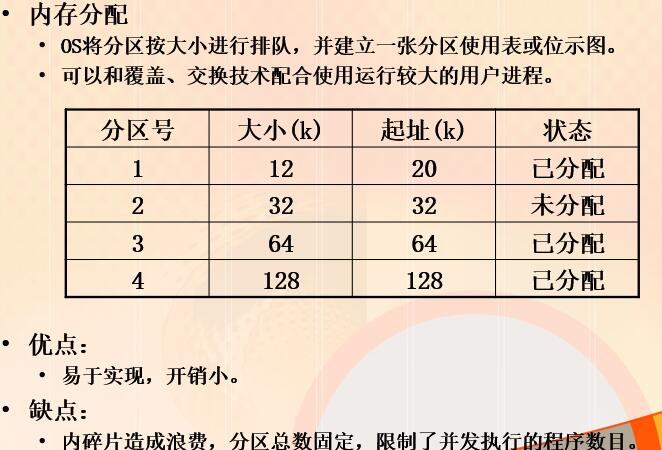 • 内存分配
• OS将分区按大小进行排队，并建立一张分区使用表或位示图。
• 可以和覆盖、交换技术配合使用运行较大的用户进程。
分区号 大小(k) 起址(k) 状态
1 12 20 已分配
2 32 32 未分配
3 64 64 已分配
4 128 128 已分配
• 优点：
• 易于实现，开销小。
• 缺点：
• 内碎片造成浪费，分区总数固定，限制了并发执行的程序数目。